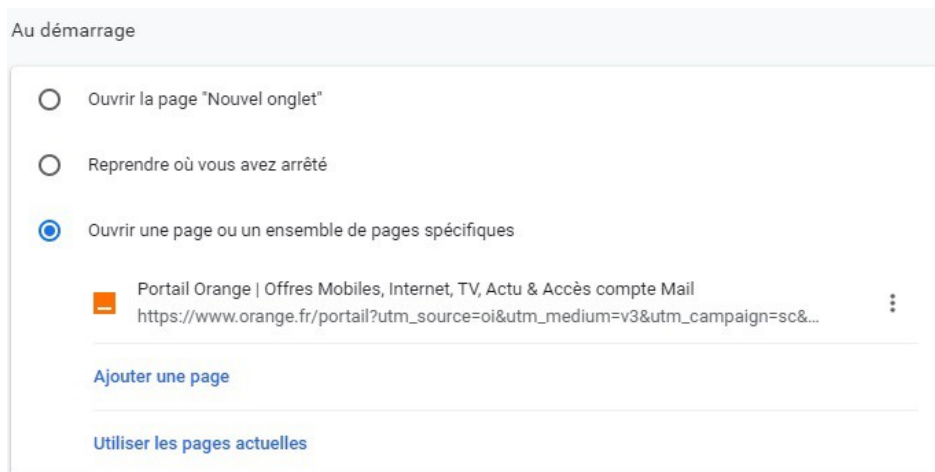 Au démarrage
Ouvrir la page "Nouvel onglet"
Reprendre où vous avez arrêté
Ouvrir une page ou un ensemble de pages spécifiques
Portail Orange | Offres Mobiles, Internet, TV, Actu & Accès compte Mail
https://www.orange.fr/portail?utm_source=oi&utm_medium=v3&utm_campaign=sc&...
Ajouter une page
Utiliser les pages actuelles